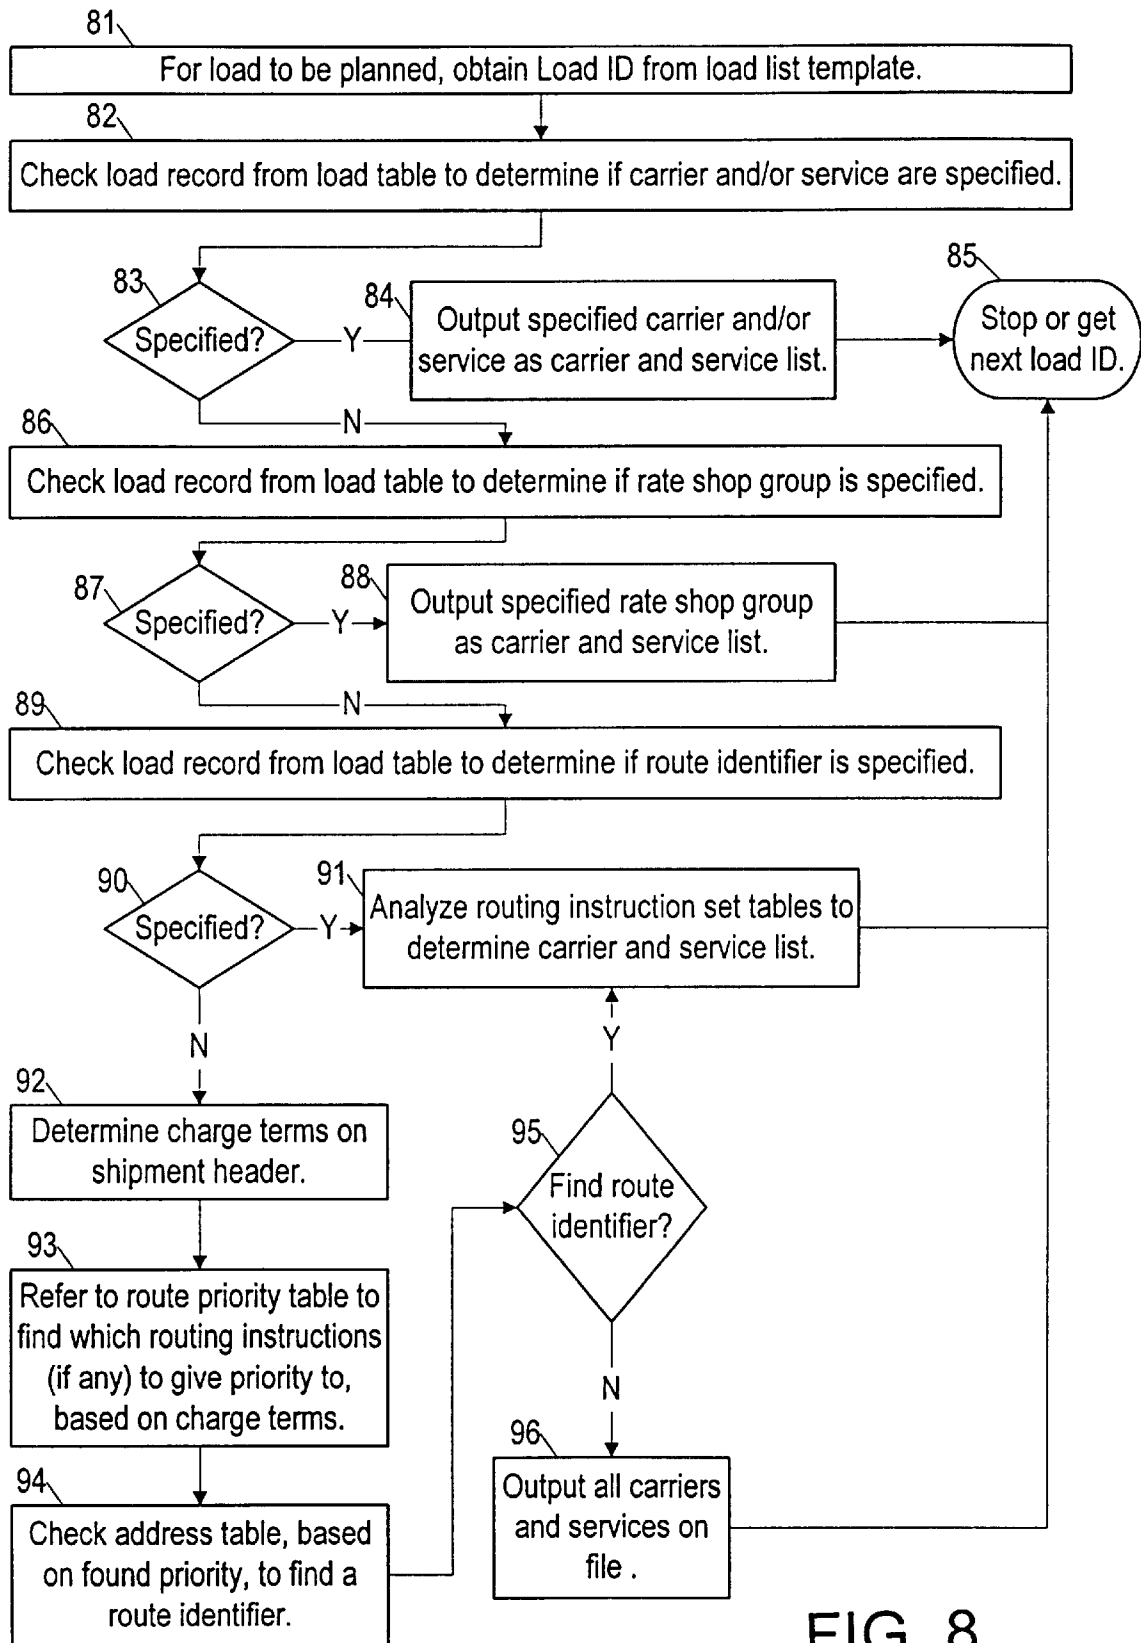 81
For load to be planned, obtain Load ID from load list template.
82
Check load record from load table to determine if carrier and/or service are specified.
83
Specified?
Y
84
Output specified carrier and/or
service as carrier and service list.
85
Stop or get
next load ID.
N
86
Check load record from load table to determine if rate shop group is specified.
87
Specified?
Y
88
Output specified rate shop group
as carrier and service list.
N
89
Check load record from load table to determine if route identifier is specified.
90
Specified?
Y
91
Analyze routing instruction set tables to
determine carrier and service list.
N
92
Determine charge terms on
shipment header.
93
Refer to route priority table to
find which routing instructions
(if any) to give priority to,
based on charge terms.
94
Check address table, based
on found priority, to find a
route identifier.
95
Find route
identifier?
Y
N
96
Output all carriers
and services on
file .
FIG. 8